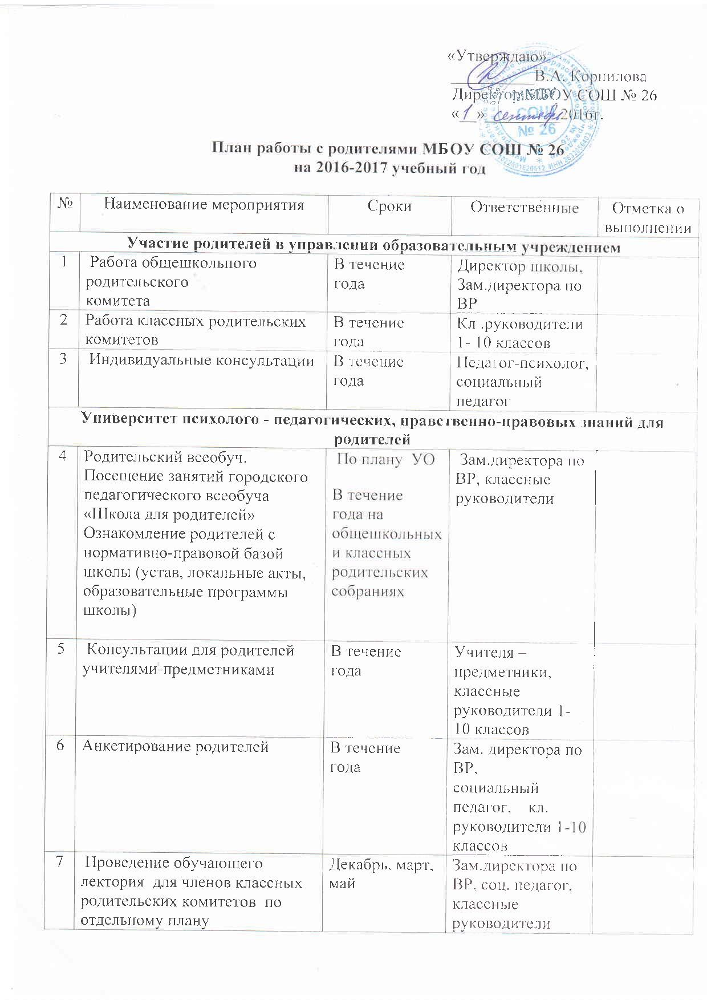 «Утверждаю»
____________В.А. Корнилова
Директор МБОУ СОШ № 26
«1» сентября 2016г.
СОШ
№ 26
План работы с родителями МБОУ СОШ № 26
на 2016-2017 учебный год
№ Наименование мероприятия Сроки Ответственные Отметка о
выполнении
Участие родителей в управлении образовательным учреждением
1 Работа общешкольного В течение Директор школы,
родительского года Зам.директора по
комитета ВР
2 Работа классных родительских В течение Кл .руководители
комитетов года 1- 10 классов
3 Индивидуальные консультации В течение Педагог-психолог,
года социальный
педагог
Университет психолого - педагогических, нравственно-правовых знаний для
родителей
4 Родительский всеобуч. По плану УО Зам.директора по
Посещение занятий городского ВР, классные
педагогического всеобуча В течение руководители
«Школа для родителей» года на
Ознакомление родителей с общешкольных
нормативно-правовой базой и классных
школы (устав, локальные акты, родительских
образовательные программы собраниях
школы)
5 Консультации для родителей В течение Учителя –
учителями-предметниками года предметники,
классные
руководители 1-
10 классов
6 Анкетирование родителей В течение Зам. директора по
года ВР,
социальный
педагог, кл.
руководители 1-10
классов
7 Проведение обучающего Декабрь, март, Зам.директора по
лектория для членов классных май ВР, соц. педагог,
родительских комитетов по классные
отдельному плану руководители